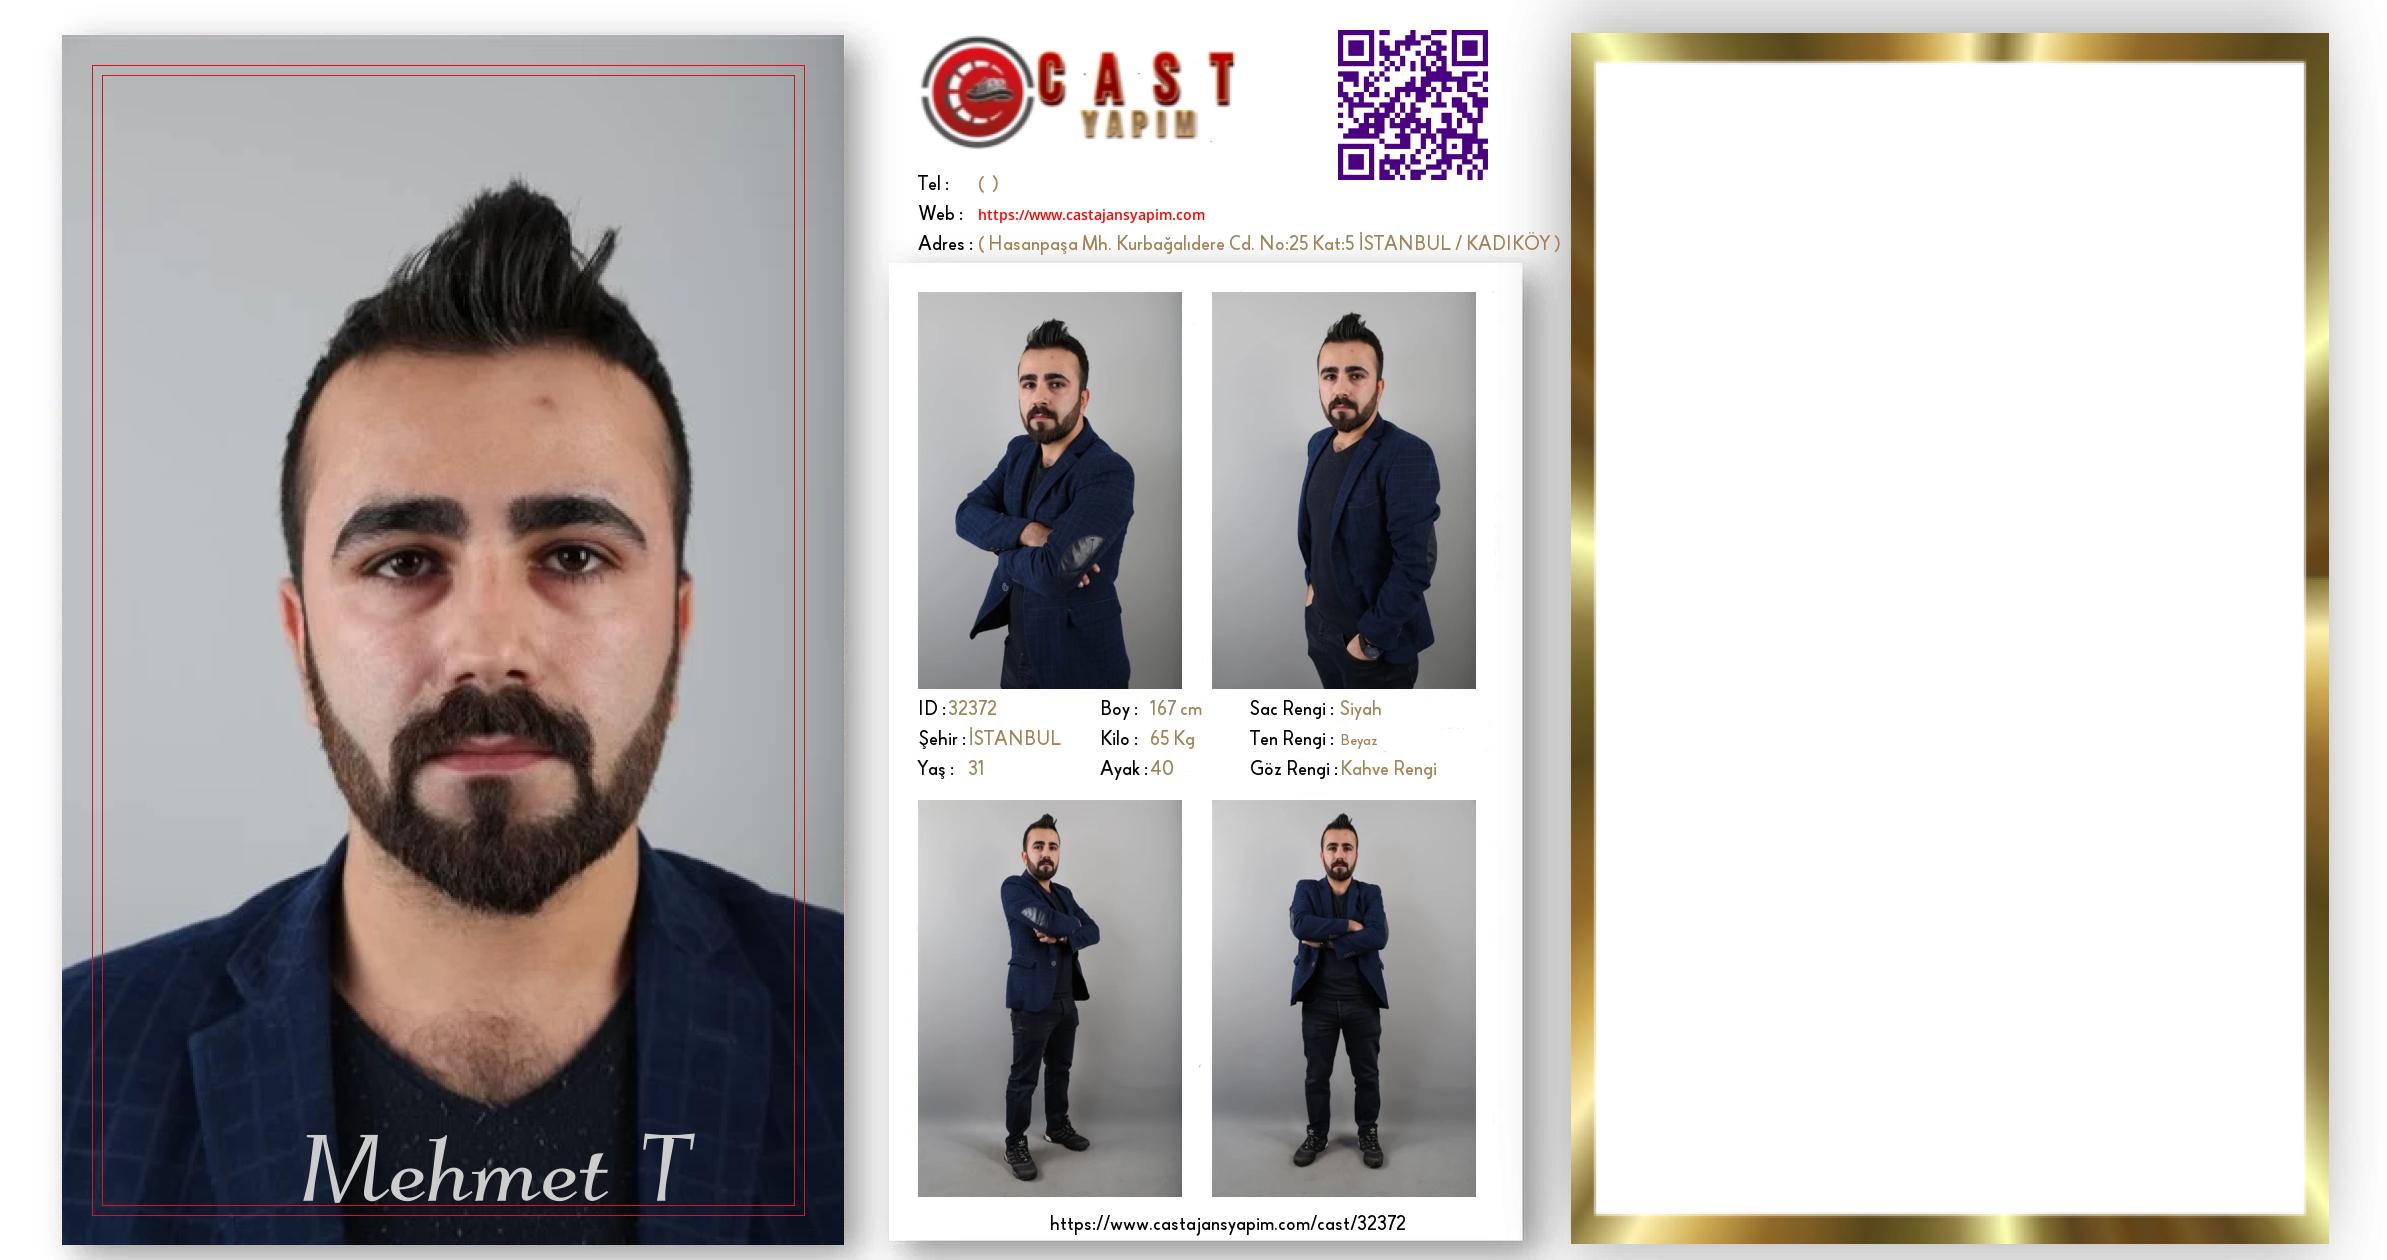 Mehmet T
CAST
YAPIM
Tel : ( )
Web : https://www.castajansyapim.com
Adres : ( Hasanpaşa Mh. Kurbağalıdere Cd. No:25 Kat:5 İSTANBUL / KADIKÖY )
ID : 32372 Boy : 167 cm Sac Rengi : Siyah
Şehir : İSTANBUL Kilo : 65 Kg Ten Rengi : Beyaz
Yaş : 31 Ayak : 40 Göz Rengi : Kahve Rengi
https://www.castajansyapim.com/cast/32372